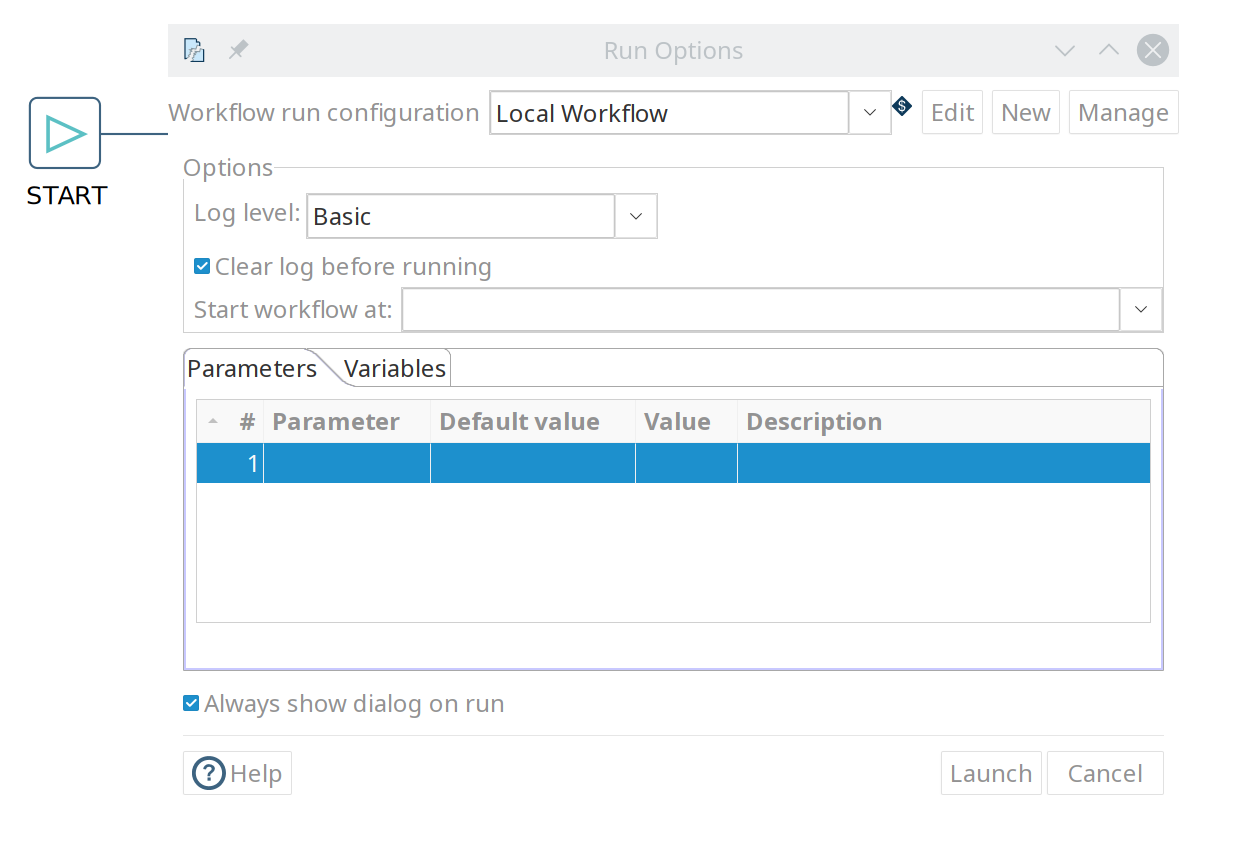 Run Options
Workflow run configuration Local Workflow $ Edit New Manage
START
Options
Log level: Basic
Clear log before running
Start workflow at:
Parameters Variables
# Parameter Default value Value Description
1
Always show dialog on run
? Help Launch Cancel